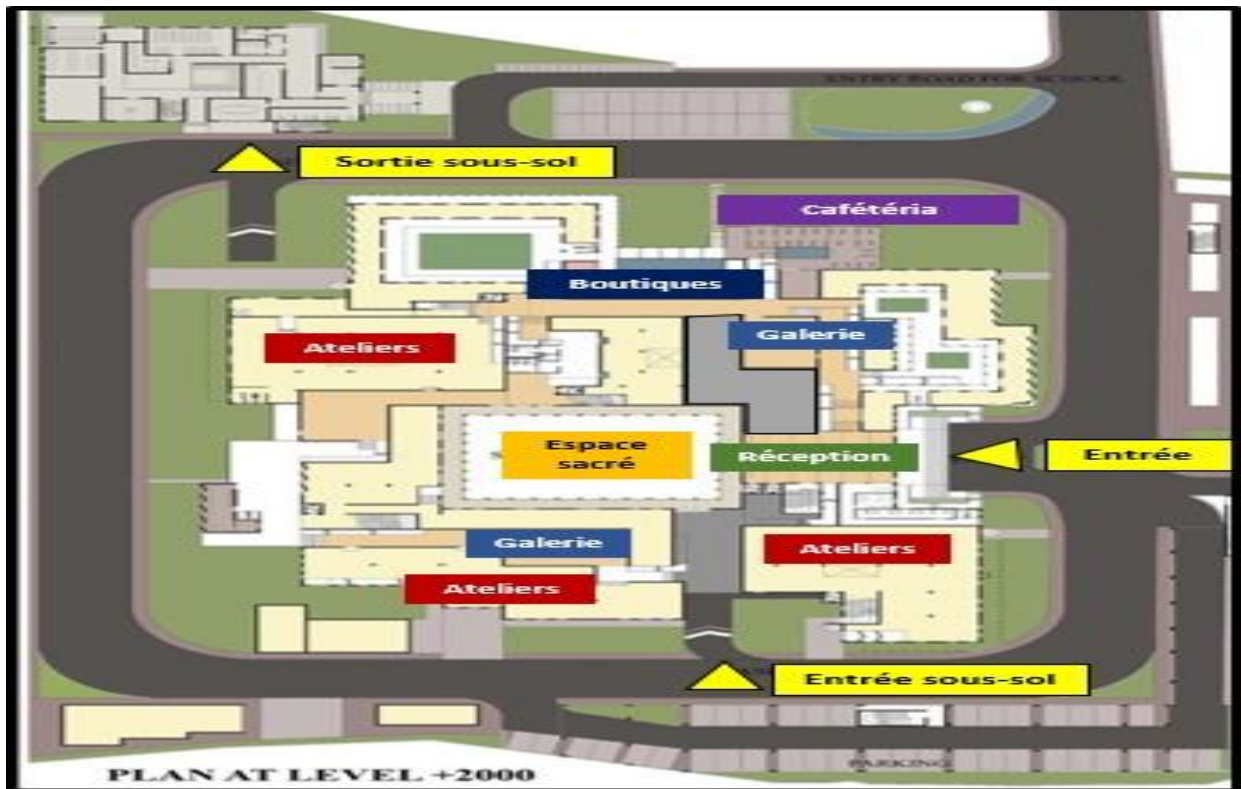 ENTRY ROAD FOR SCHOOL
Sortie sous-sol
Cafétéria
Boutiques
Galerie
Ateliers
Espace
sacré
Réception
Entrée
Galerie
Ateliers
Ateliers
Entrée sous-sol
PARKING
PLAN AT LEVEL +2000